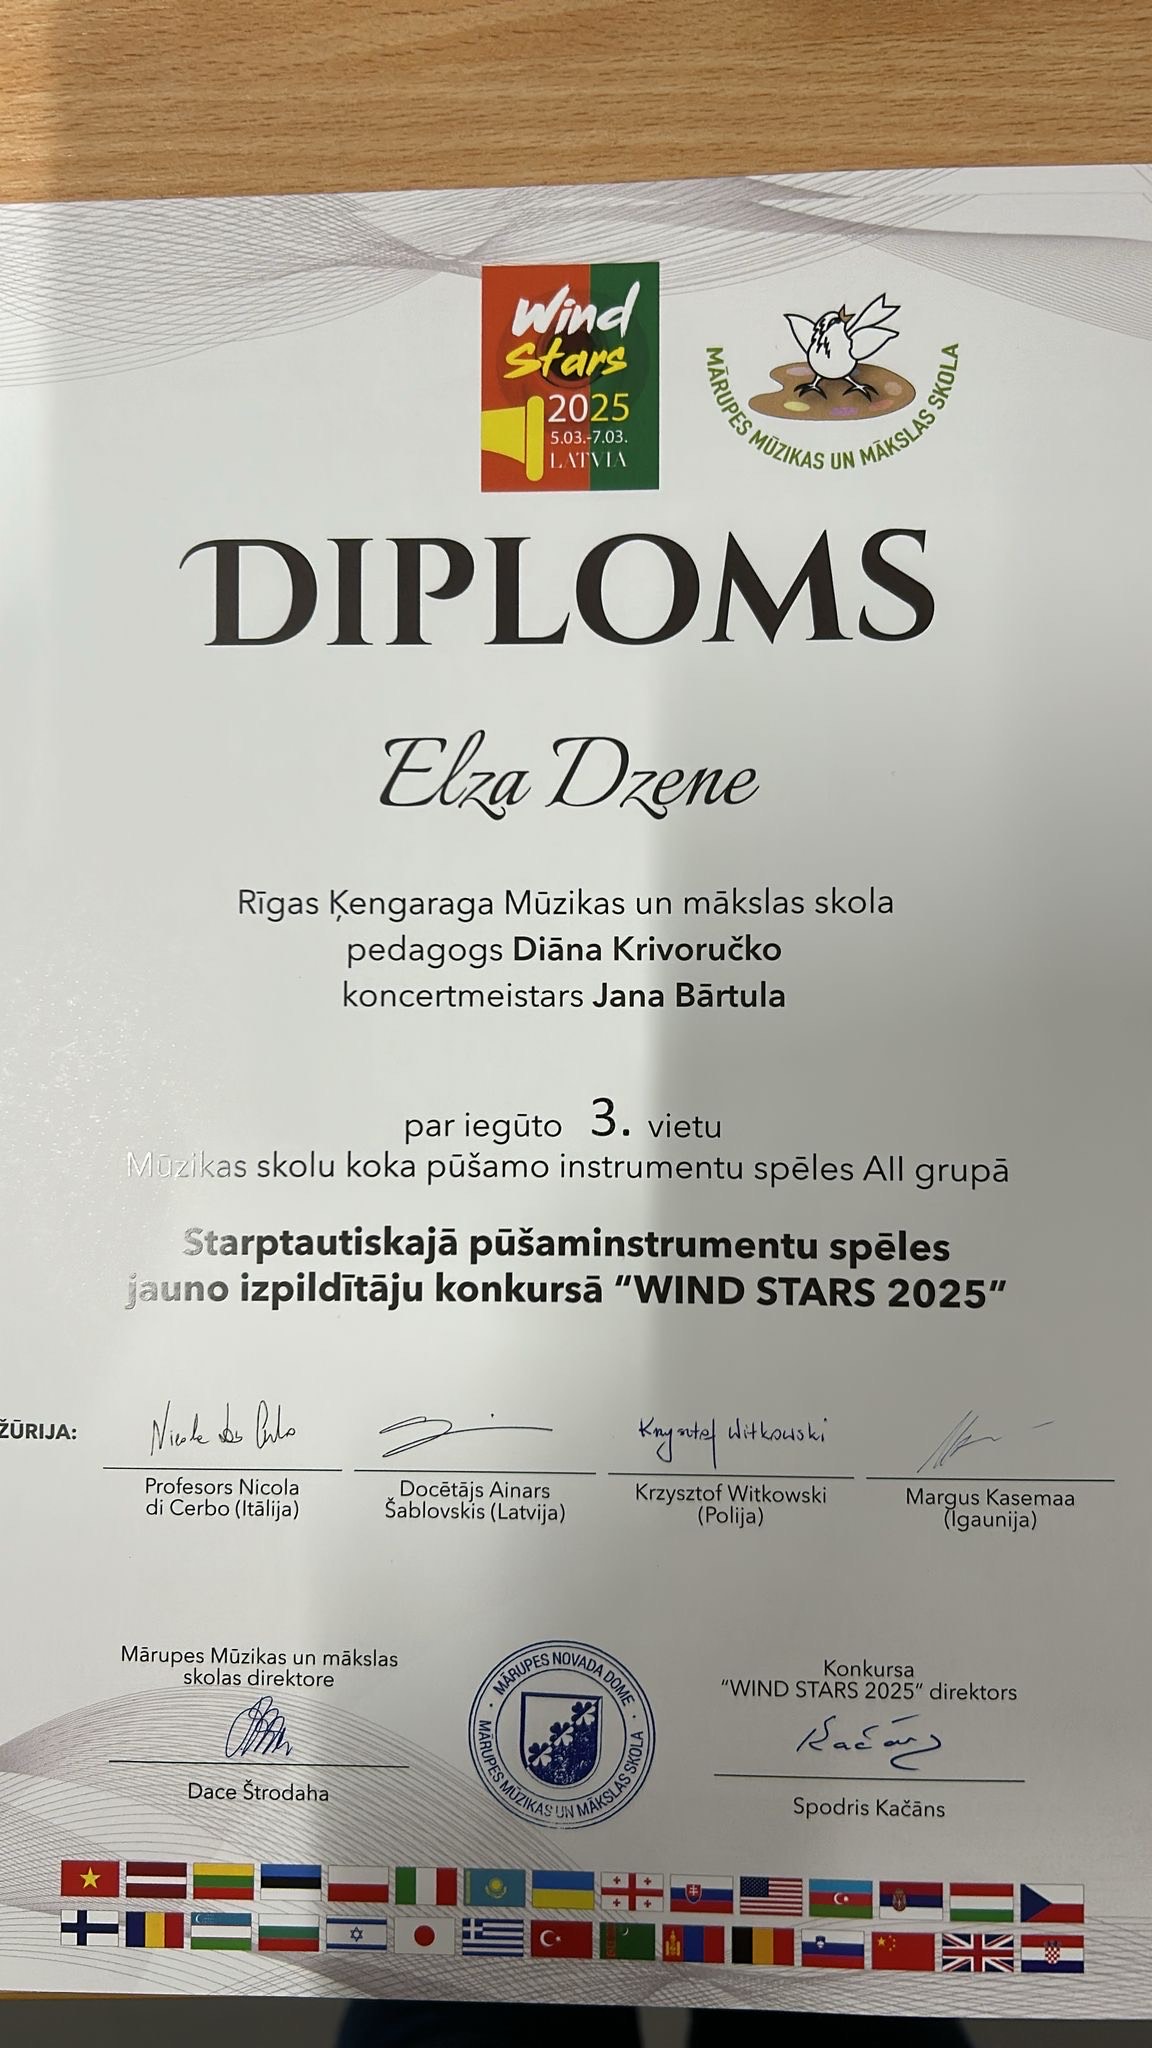 Wind
Stars
2025
5.03.-7.03.
LATVIA
MĀRUPES MŪZIKAS UN MĀKSLAS SKOLA
DIPLOMS
Elza Dzene
Rīgas Ķengaraga Mūzikas un mākslas skola
pedagogs Diāna Krivoručko
koncertmeistars Jana Bārtula
par iegūto 3. vietu
Mūzikas skolu koka pūšamo instrumentu spēles AII grupā
Starptautiskajā pūšaminstrumentu spēles
jauno izpildītāju konkursā "WIND STARS 2025"
ŽŪRIJA:
Krzysztof Witkowski
Profesors Nicola
di Cerbo (Itālija)
Docētājs Ainars
Šablovskis (Latvija)
Krzysztof Witkowski
(Polija)
Margus Kasemaa
(Igaunija)
Mārupes Mūzikas un mākslas
skolas direktore
Dace Štrodaha
MĀRUPES NOVADA DOME
MĀRUPES MŪZIKAS UN MĀKSLAS SKOLA
Konkursa
"WIND STARS 2025" direktors
Kačāns
Spodris Kačāns